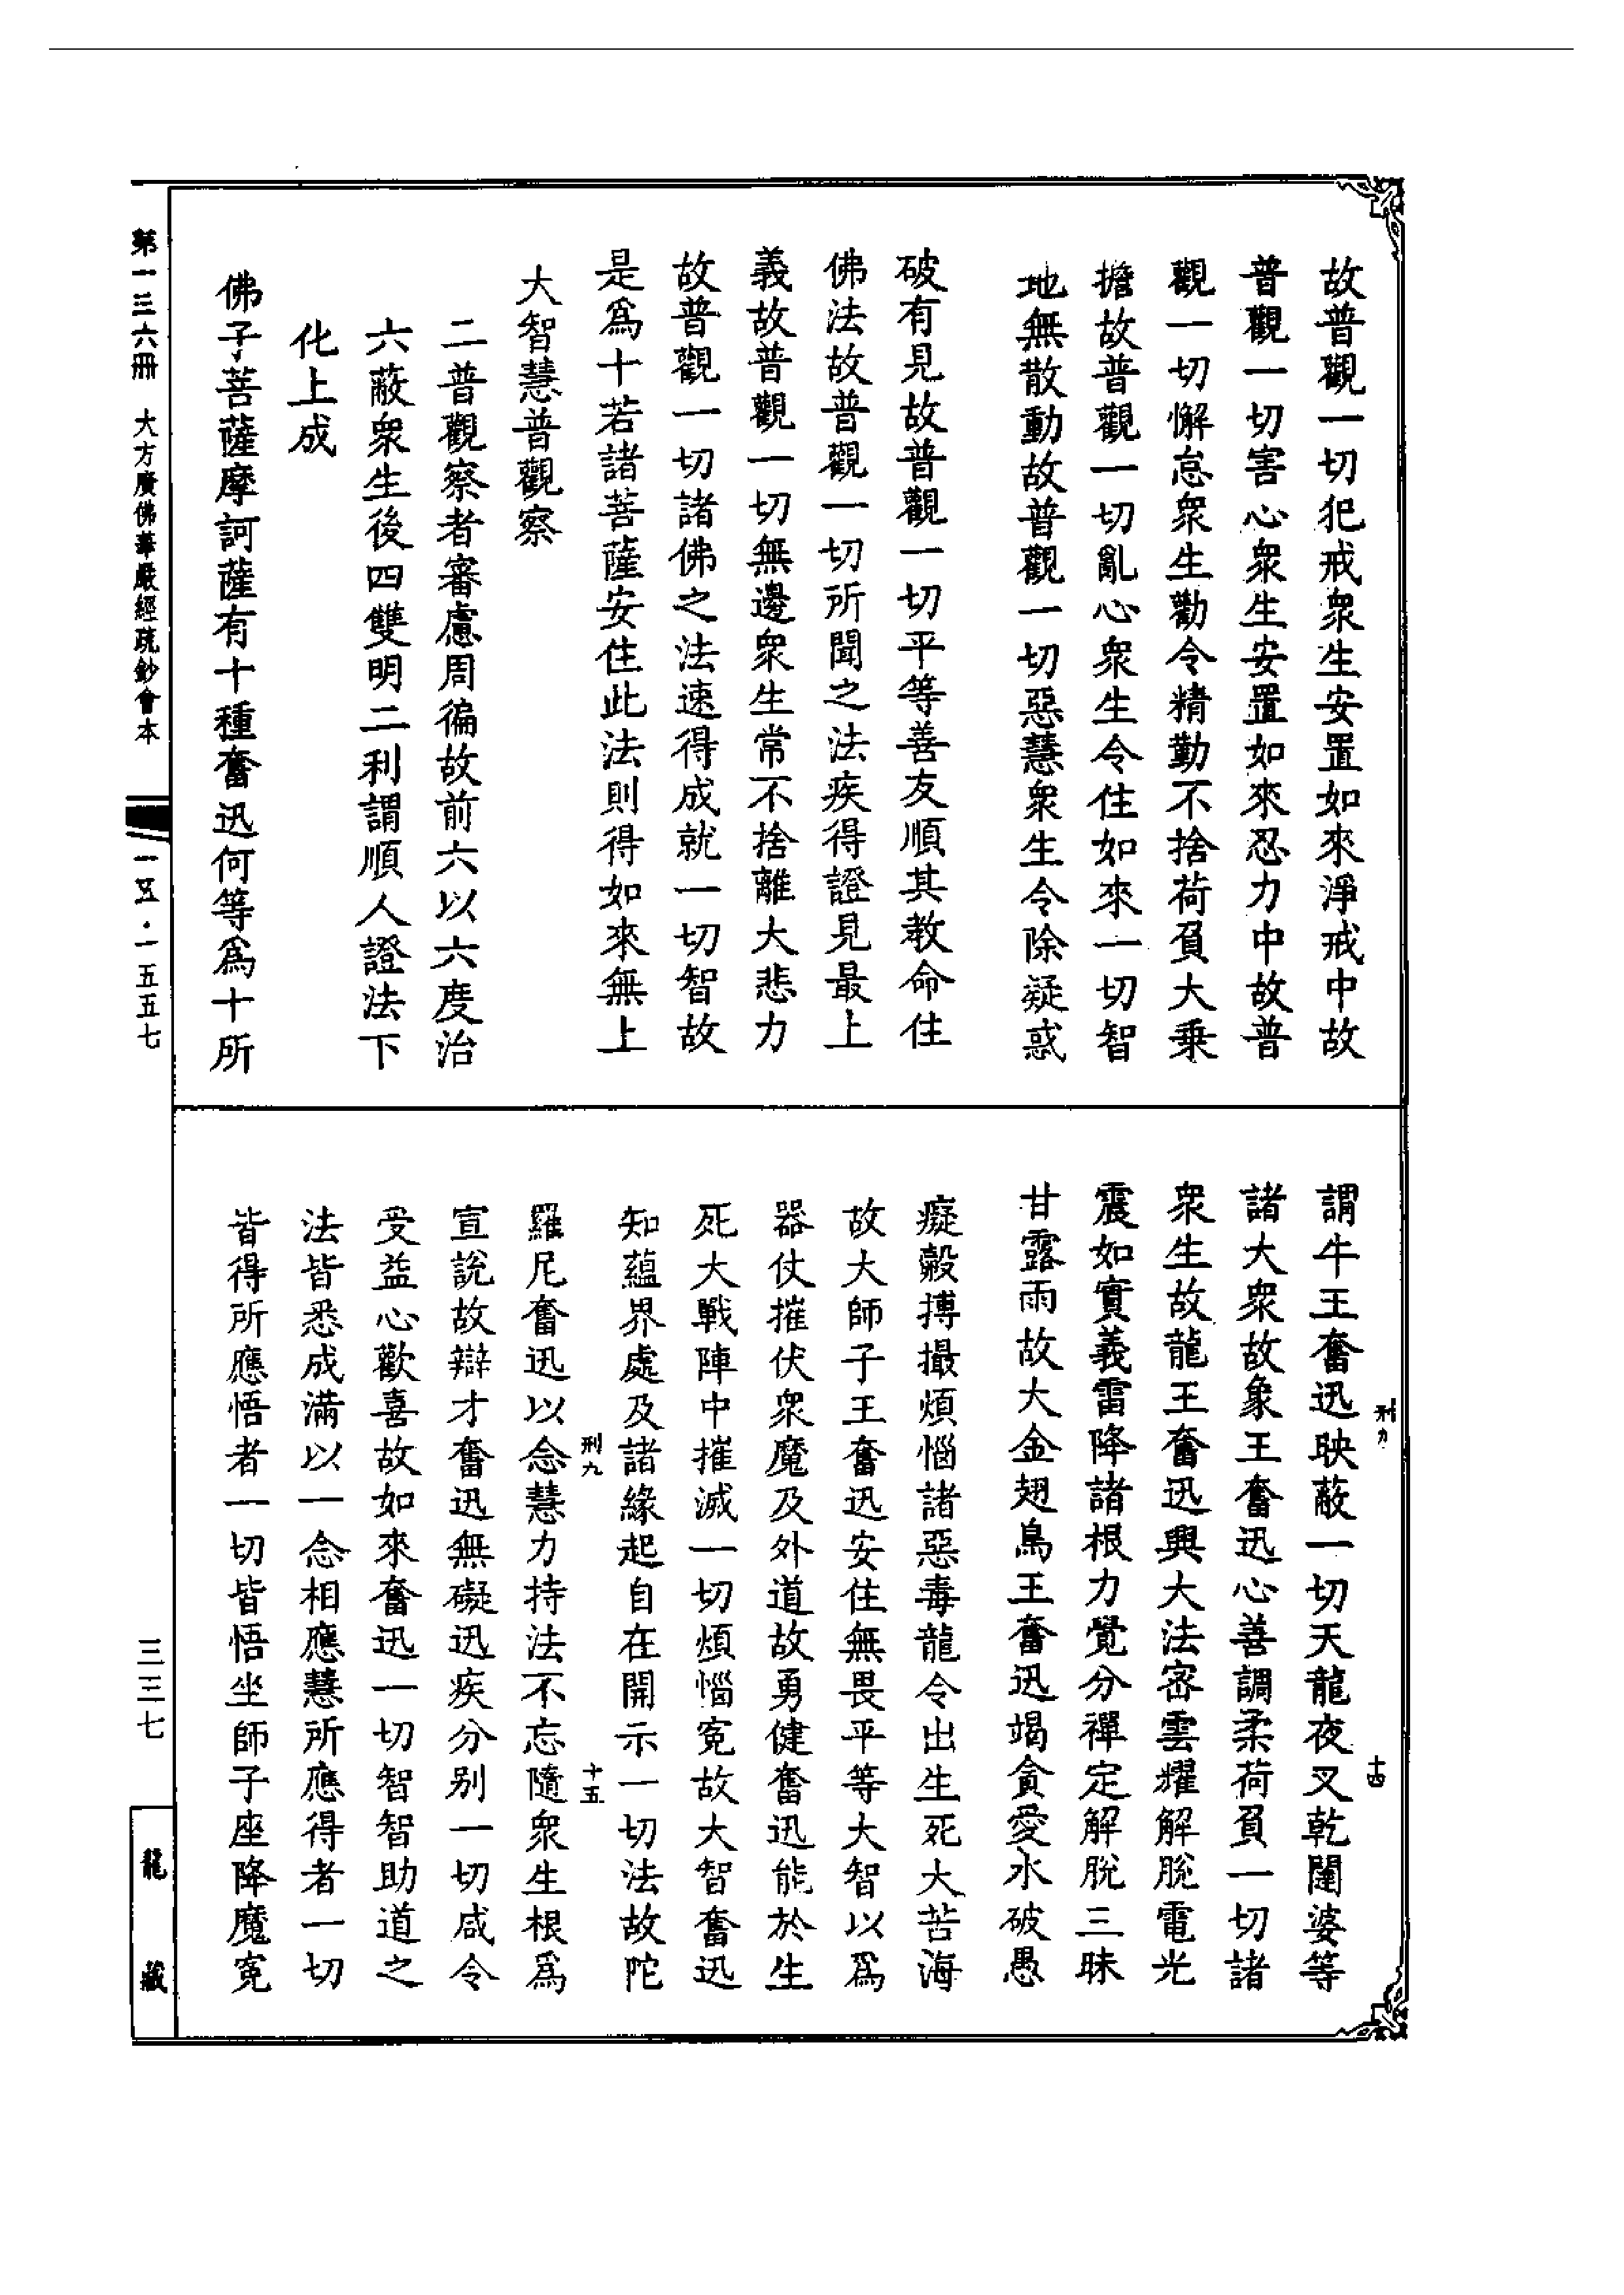 故普觀一切犯戒衆生安置如來淨戒中故
普觀一切害心衆生安置如來忍力中故普
觀一切懈怠衆生勸令精勤不捨荷負大乗
擔故普觀一切亂心衆生令住如來一切智
地無散動故普觀一切惡慧衆生令除疑惑
破有見故普觀一切平等善友順其教命住
佛法故普觀一切所聞之法疾得證見最上
義故普觀一切無邊衆生常不捨離大悲力
故普觀一切諸佛之法速得成就一切智故
是爲十若諸菩薩安住此法則得如來無上
大智慧普觀察
二普觀察者審慮周徧故前六以六度治
六蔽衆生後四雙明二利謂順人證法下
化上成
佛子菩薩摩訶薩有十種奮迅何等爲十所
謂牛王奮迅映蔽一切天龍夜叉乾闥婆等
諸大衆故象王奮迅心善調柔荷負一切諸
衆生故龍王奮迅興大法密雲耀解脫電光
震如實義雷降諸根力覺分禪定解脫三昧
甘露雨故大金翅鳥王奮迅竭貪愛水破愚
癡㲉搏撮煩惱諸惡毒龍令出生死大苦海
故大師子王奮迅安住無畏平等大智以爲
器仗摧伏衆魔及外道故勇健奮迅能於生
死大戰陣中摧滅一切煩惱寃故大智奮迅
知蘊界處及諸緣起自在開示一切法故陀
羅尼奮迅以念慧力持法不忘隨衆生根爲
宣說故辯才奮迅無礙迅疾分別一切咸令
受益心歡喜故如來奮迅一切智智助道之
法皆悉成滿以一念相應慧所應得者一切
皆得所應悟者一切皆悟坐師子座降魔寃
刑九
十四
刑九
十五
第一三六冊 大方廣佛華嚴經疏鈔會本
一五·一五五七
三三七
龍藏